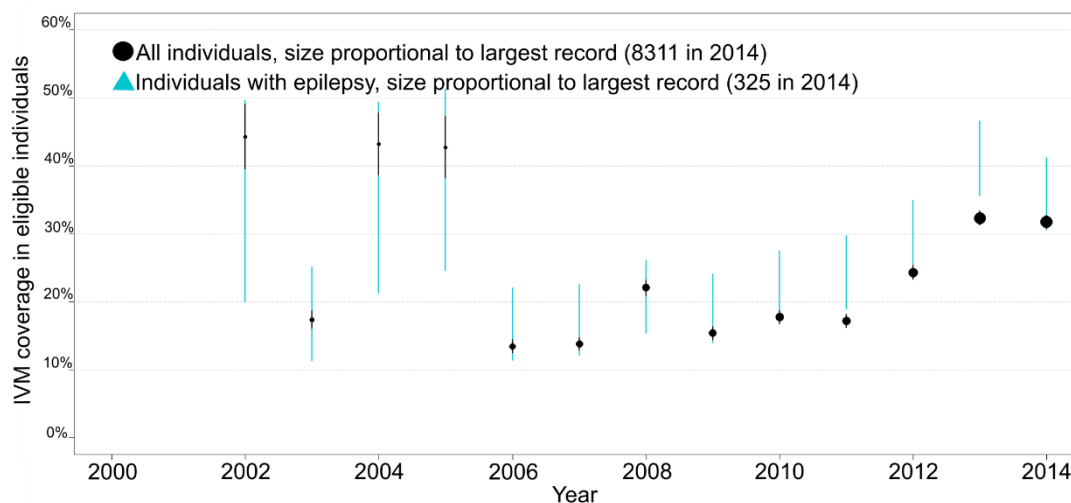 60%
All individuals, size proportional to largest record (8311 in 2014)
Individuals with epilepsy, size proportional to largest record (325 in 2014)
50%
40%
30%
20%
10%
0%
IVM coverage in eligible individuals
2000 2002 2004 2006 2008 2010 2012 2014
Year